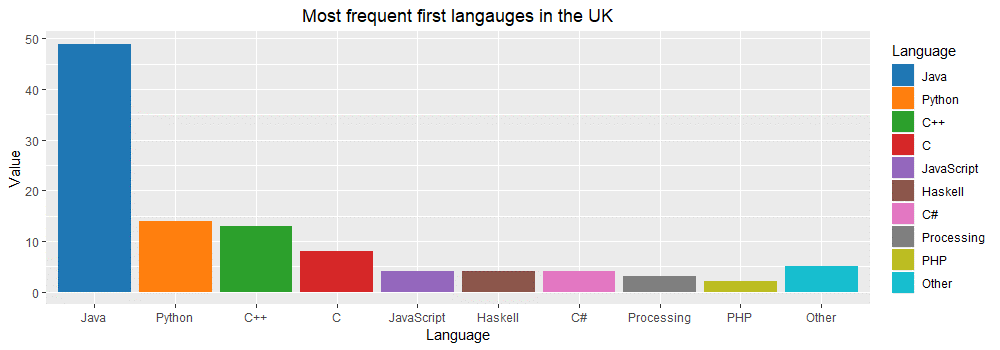 Most frequent first langauges in the UK
50
40
30
20
10
0
Value
Java Python C++ C JavaScript Haskell C# Processing PHP Other
Language
Language
Java
Python
C++
C
JavaScript
Haskell
C#
Processing
PHP
Other